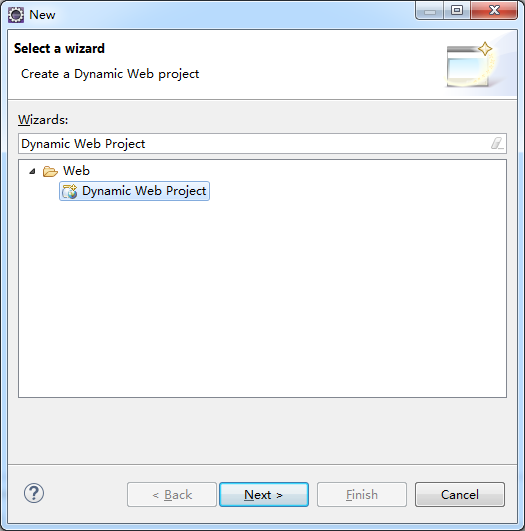 New
Select a wizard
Create a Dynamic Web project
Wizards:
Dynamic Web Project
Web
Dynamic Web Project
? < Back Next > Finish Cancel